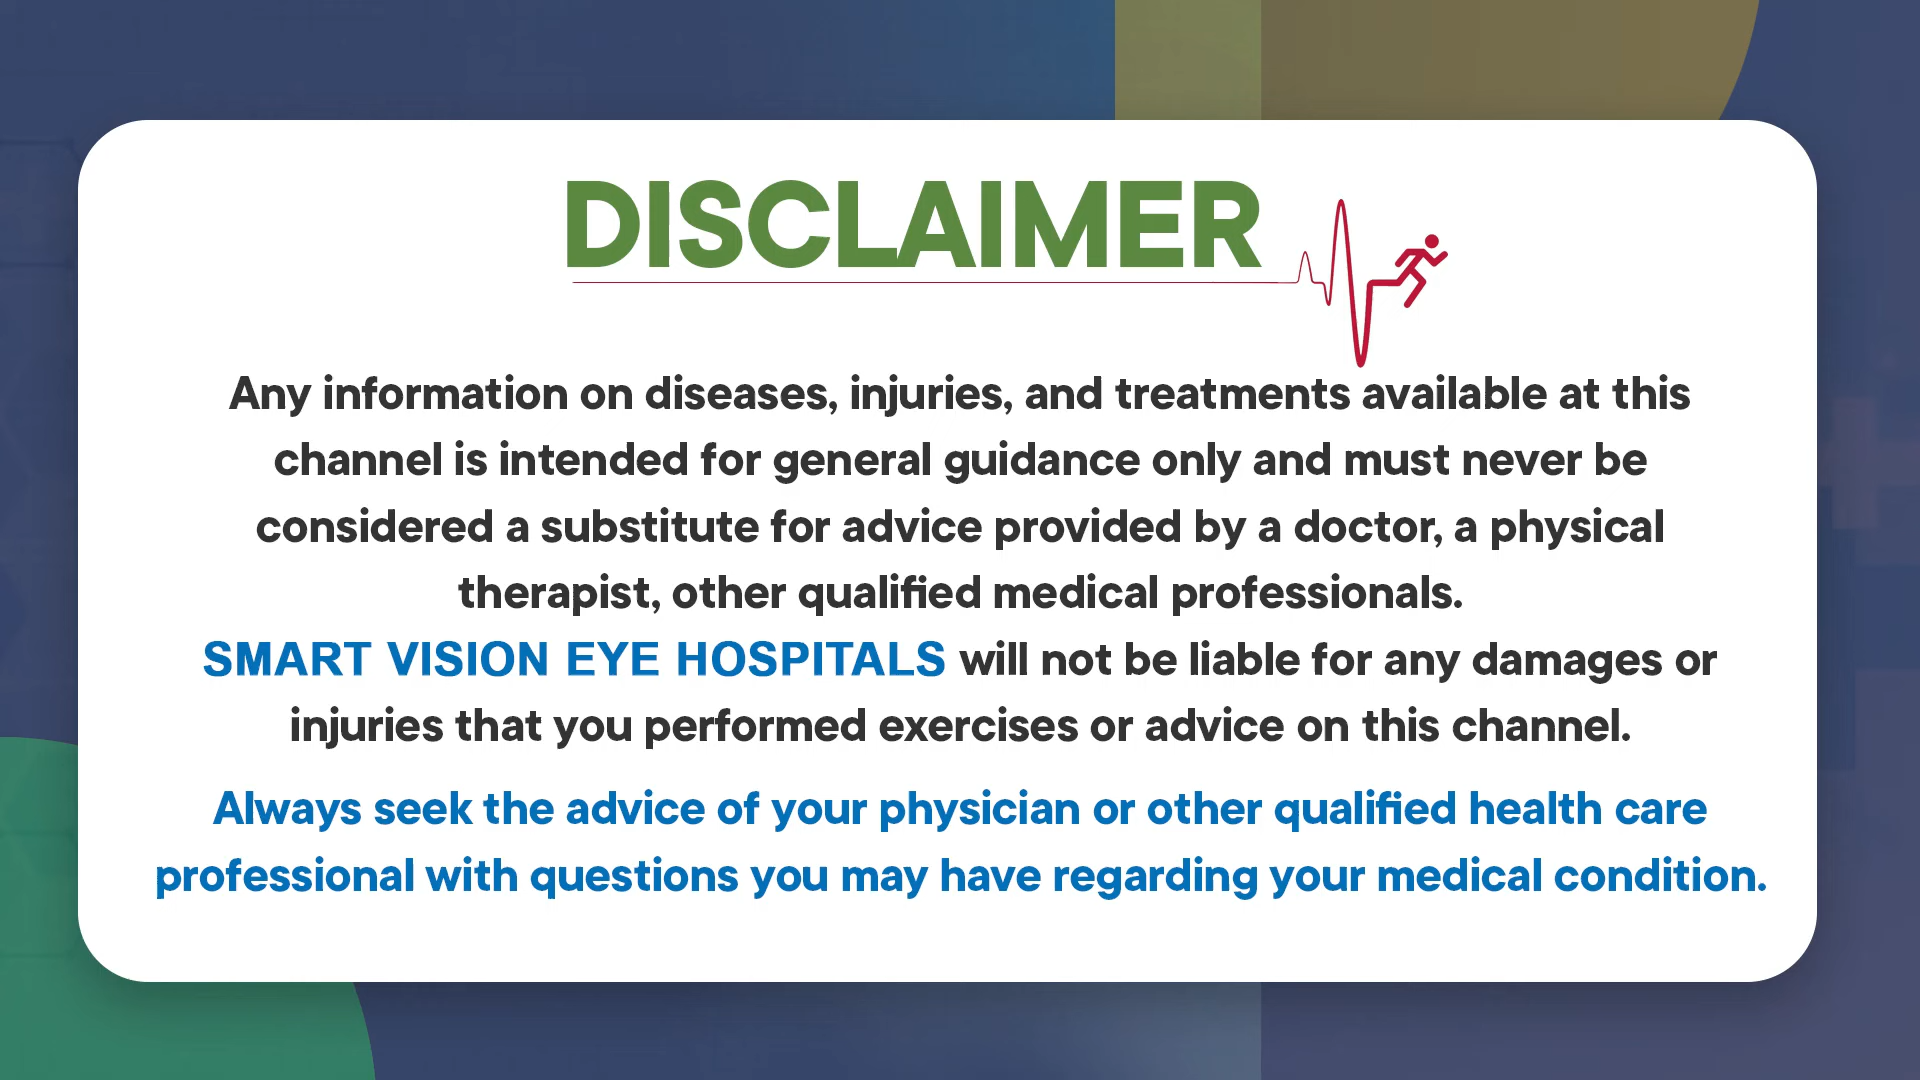 DISCLAIMER
Any information on diseases, injuries, and treatments available at this
channel is intended for general guidance only and must never be
considered a substitute for advice provided by a doctor, a physical
therapist, other qualified medical professionals.
SMART VISION EYE HOSPITALS will not be liable for any damages or
injuries that you performed exercises or advice on this channel.
Always seek the advice of your physician or other qualified health care
professional with questions you may have regarding your medical condition.